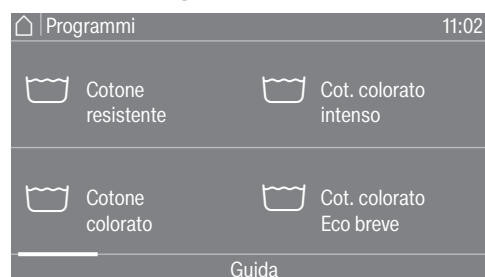 Programmi 11:02
Cotone
resistente
Cot. colorato
intenso
Cotone
colorato
Cot. colorato
Eco breve
Guida